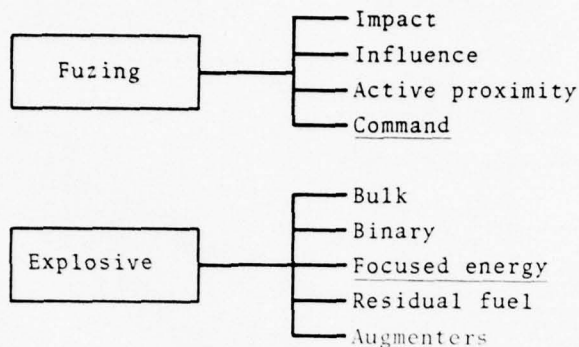 Fuzing
Impact
Influence
Active proximity
Command
Explosive
Bulk
Binary
Focused energy
Residual fuel
Augmenters